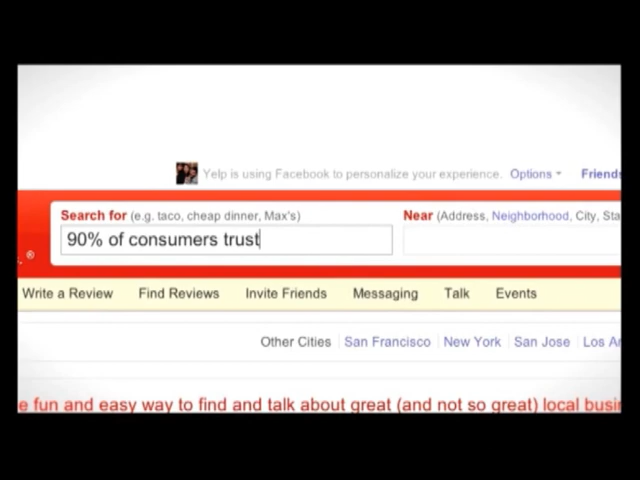 Yelp is using Facebook to personalize your experience. Options Friends
Search for (e.g. taco, cheap dinner, Max's) Near (Address, Neighborhood, City, Sta
90% of consumers trust
®
Write a Review Find Reviews Invite Friends Messaging Talk Events
Other Cities San Francisco New York San Jose Los A
e fun and easy way to find and talk about great (and not so great) local busi